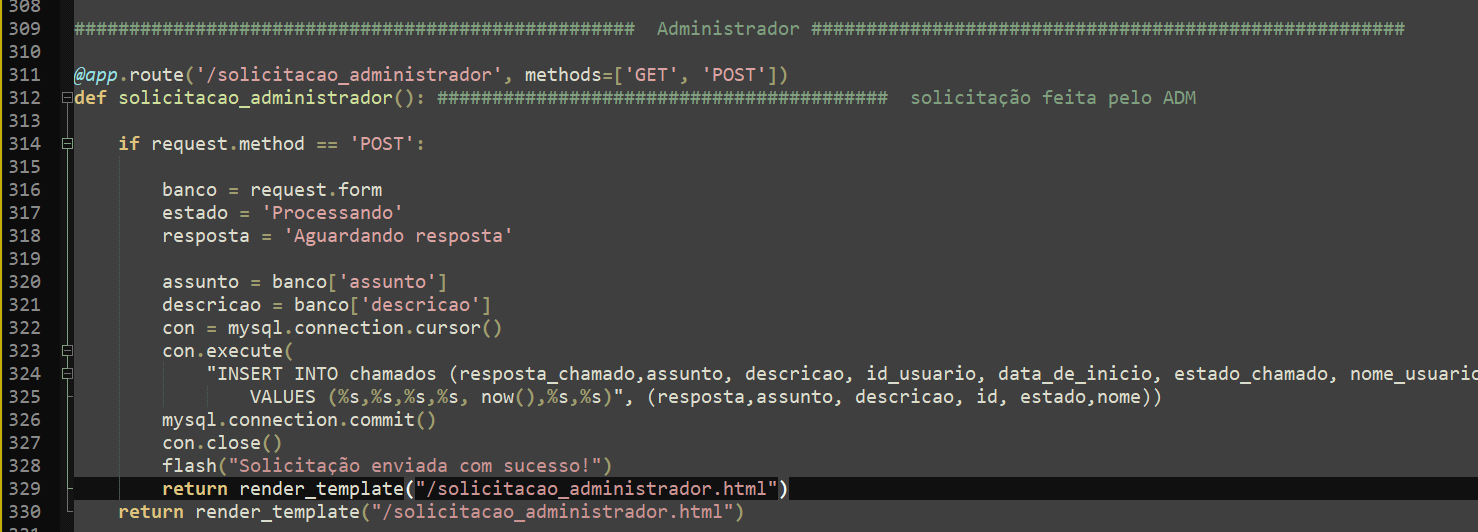 308
309 ################################################### Administrador ######################################################
310
311 @app.route('/solicitacao_administrador', methods=['GET', 'POST'])
312 def solicitacao_administrador(): ######################################### solicitação feita pelo ADM
313
314 if request.method == 'POST':
315
316 banco = request.form
317 estado = 'Processando'
318 resposta = 'Aguardando resposta'
319
320 assunto = banco['assunto']
321 descricao = banco['descricao']
322 con = mysql.connection.cursor()
323 con.execute(
324 "INSERT INTO chamados (resposta_chamado,assunto, descricao, id_usuario, data_de_inicio, estado_chamado, nome_usuario
325 VALUES (%s,%s,%s,%s, now(),%s,%s)", (resposta,assunto, descricao, id, estado,nome))
326 mysql.connection.commit()
327 con.close()
328 flash("Solicitação enviada com sucesso!")
329 return render_template("/solicitacao_administrador.html")
330 return render_template("/solicitacao_administrador.html")